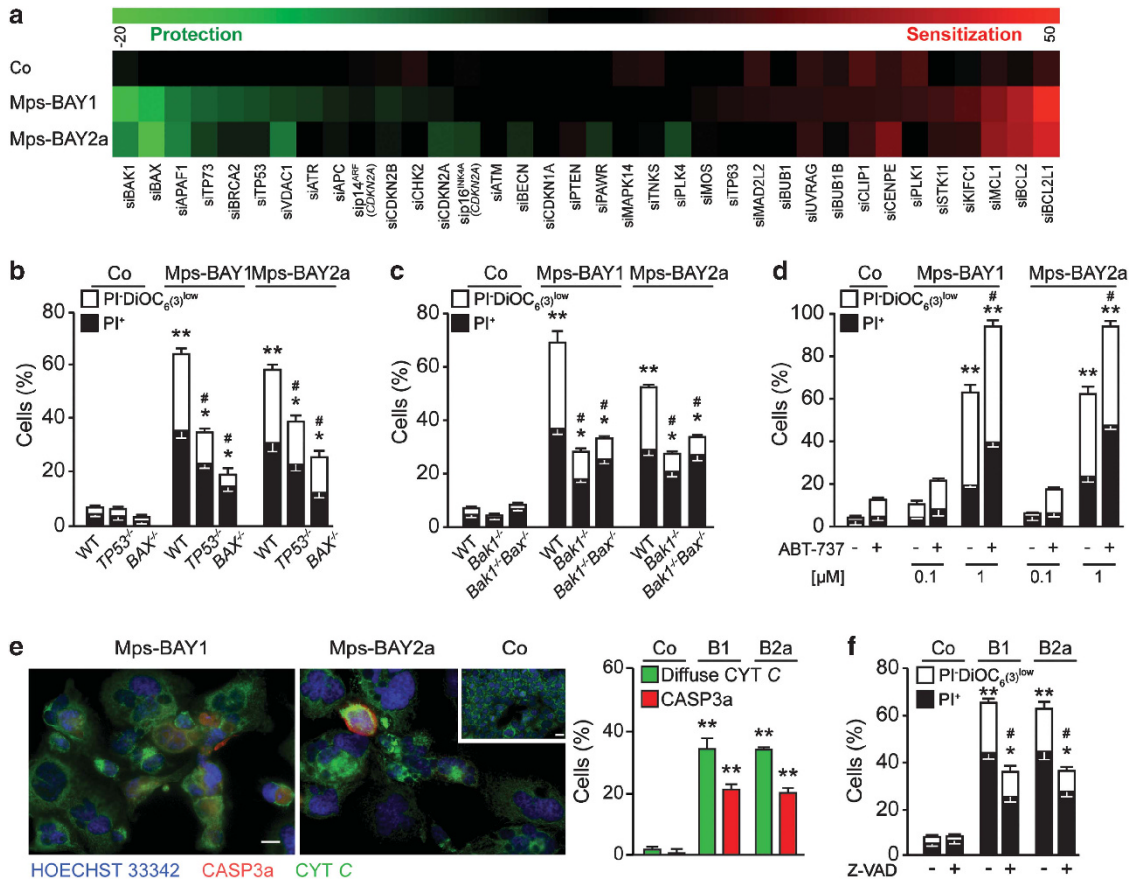 a
-20 Protection Sensitization 50
Co
Mps-BAY1
Mps-BAY2a
siBAK1
siBAX
siAPAF1
siTP73
siBRCA2
siTP53
siVDAC1
siATR
siAPC
sip14ARF (CDKN2A)
siCDKN2B
siCHK2
siCDKN2A
sip16INK4A (CDKN2A)
siATM
siBECN
siCDKN1A
siPTEN
siPAWR
siMAPK14
siTNKS
siPLK4
siMOS
siTP63
siMAD2L2
siBUB1
siUVRAG
siBUB1B
siCLIP1
siCENPE
siPLK1
siSTK11
siKIFC1
siMCL1
siBCL2
siBCL2L1
b
Co Mps-BAY1 Mps-BAY2a
PI-DiOC6(3)low
PI+
Cells (%)
80
60
40
20
0
** # * # * ** # * # *
WT TP53-/- BAX-/- WT TP53-/- BAX-/- WT TP53-/- BAX-/-
c
Co Mps-BAY1 Mps-BAY2a
PI-DiOC6(3)low
PI+
Cells (%)
80
60
40
20
0
** # * # * ** # * # *
WT Bak1-/- Bak1-/-Bax-/- WT Bak1-/- Bak1-/-Bax-/- WT Bak1-/- Bak1-/-Bax-/-
d
Co Mps-BAY1 Mps-BAY2a
PI-DiOC6(3)low
PI+
Cells (%)
100
80
60
40
20
0
** # ** ** # **
ABT-737 - + - + - + - + - +
[µM] 0.1 1 0.1 1
e
Mps-BAY1 Mps-BAY2a Co
HOECHST 33342 CASP3a CYT C
Co B1 B2a
Diffuse CYT C
CASP3a
Cells (%)
60
40
20
0
** ** ** **
f
Co B1 B2a
PI-DiOC6(3)low
PI+
Cells (%)
80
60
40
20
0
** # * ** # *
Z-VAD - + - + - +